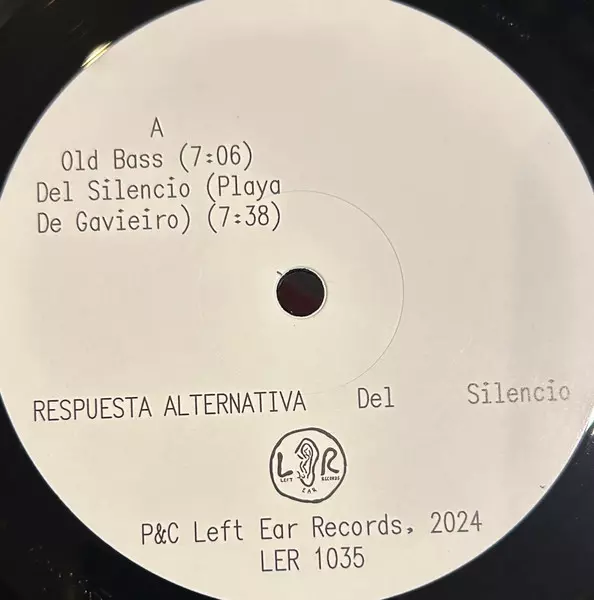 A
Old Bass (7:06)
Del Silencio (Playa
De Gavieiro) (7:38)
RESPUESTA ALTERNATIVA Del Silencio
L R
LEFT RECORDS
EAR
P&C Left Ear Records, 2024
LER 1035